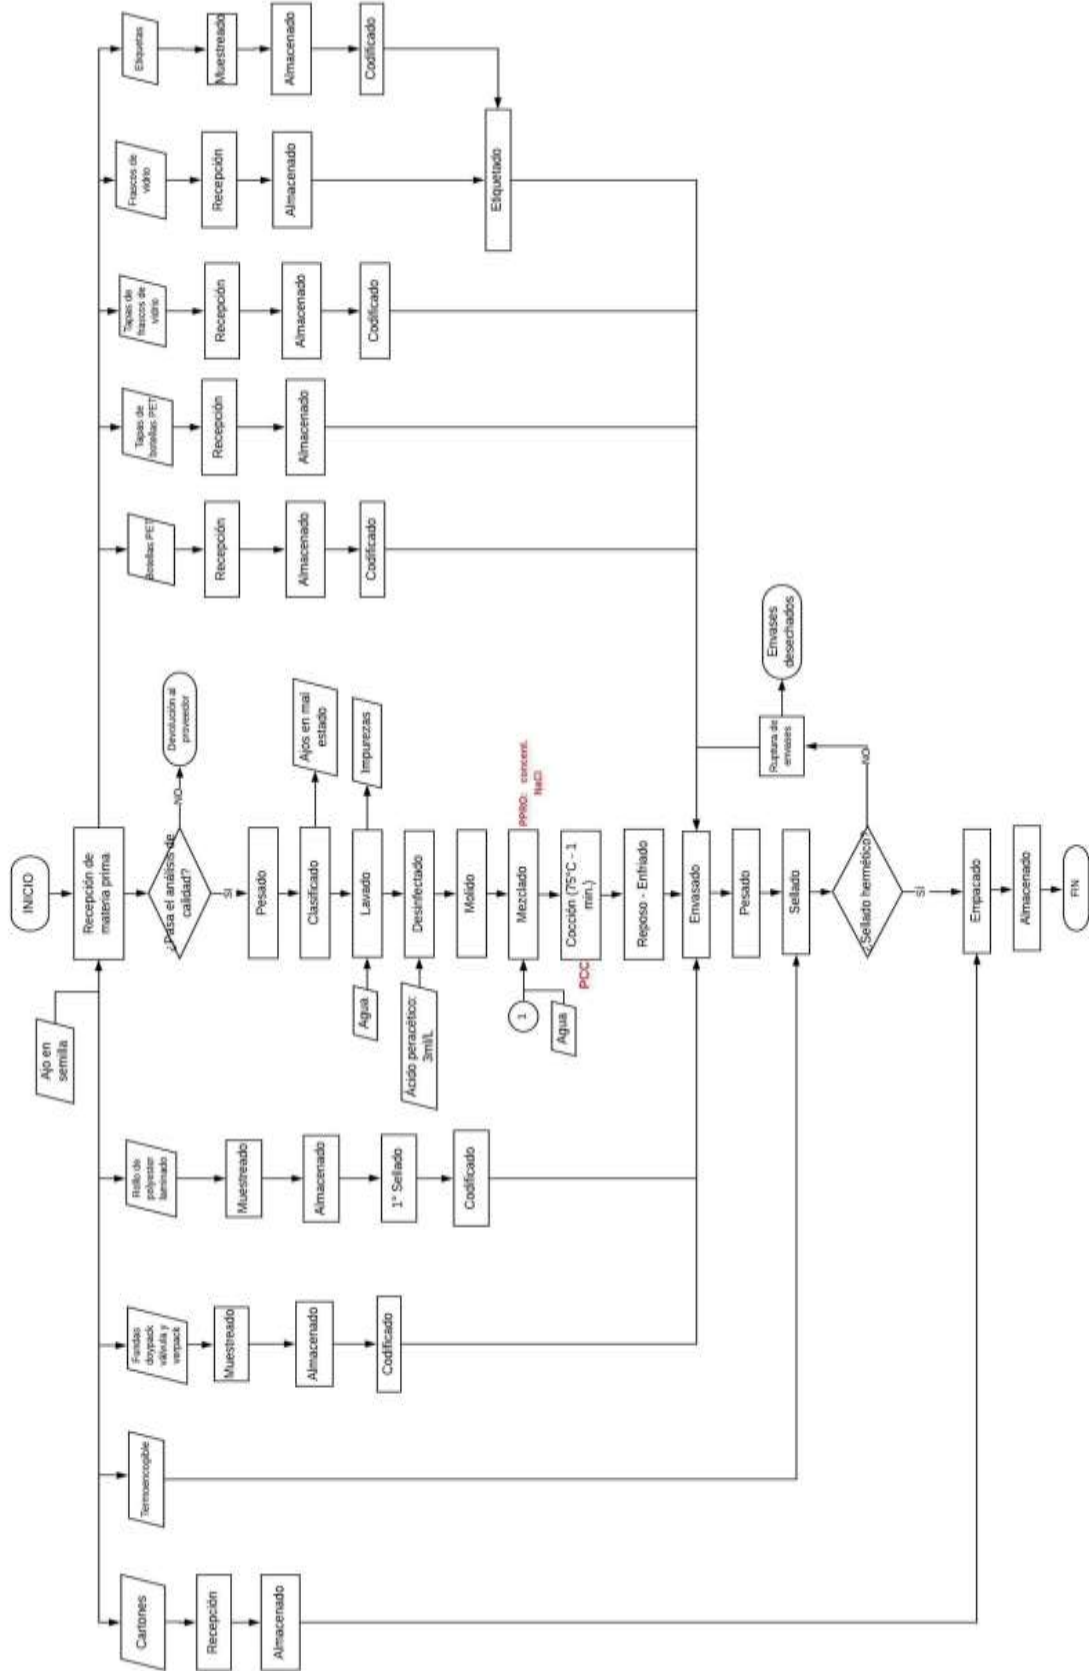 INICIO
Ajo en
semilla
Recepción de
materia prima
¿Pasa el análisis de
calidad?
NO
Devolución al
proveedor
SÍ
Pesado
Clasificado
Ajos en mal
estado
Agua
Lavado
Impurezas
Ácido peracético:
3ml/L
Desinfectado
Molido
1
Agua
Mezclado
PPRO: concent.
NaCl
PCC
Cocción (75°C - 1
min.)
Reposo - Enfriado
Envasado
Pesado
Sellado
¿Sellado hermético?
NO
Ruptura de
envases
Envases
desechados
SÍ
Empacado
Almacenado
FIN
Cartones
Recepción
Almacenado
Termoencogible
Fundas
doypack
válvula y
verpack
Muestreado
Almacenado
Codificado
Rollo de
polyester
laminado
Muestreado
Almacenado
1° Sellado
Codificado
Botellas PET
Recepción
Almacenado
Codificado
Tapas de
botellas PET
Recepción
Almacenado
Tapas de
frascos de
vidrio
Recepción
Almacenado
Codificado
Frascos de
vidrio
Recepción
Almacenado
Etiquetas
Muestreado
Almacenado
Codificado
Etiquetado